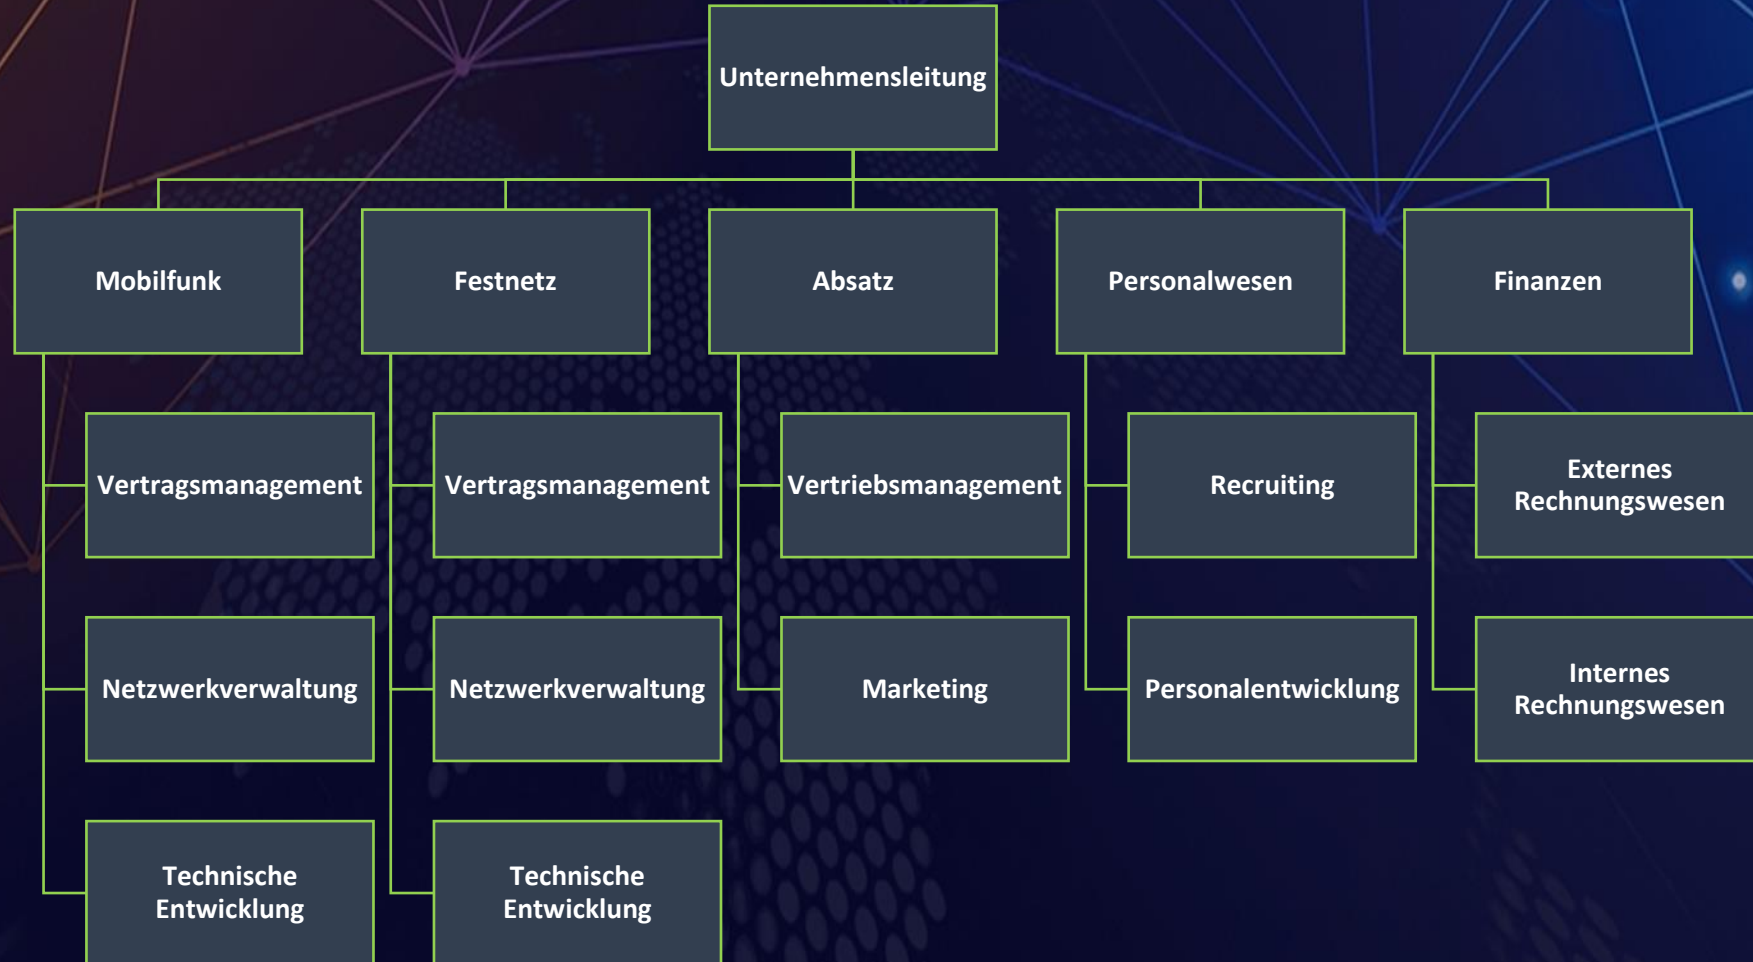 Unternehmensleitung
Mobilfunk
Festnetz
Absatz
Personalwesen
Finanzen
Vertragsmanagement
Vertragsmanagement
Vertriebsmanagement
Recruiting
Externes
Rechnungswesen
Netzwerkverwaltung
Netzwerkverwaltung
Marketing
Personalentwicklung
Internes
Rechnungswesen
Technische
Entwicklung
Technische
Entwicklung